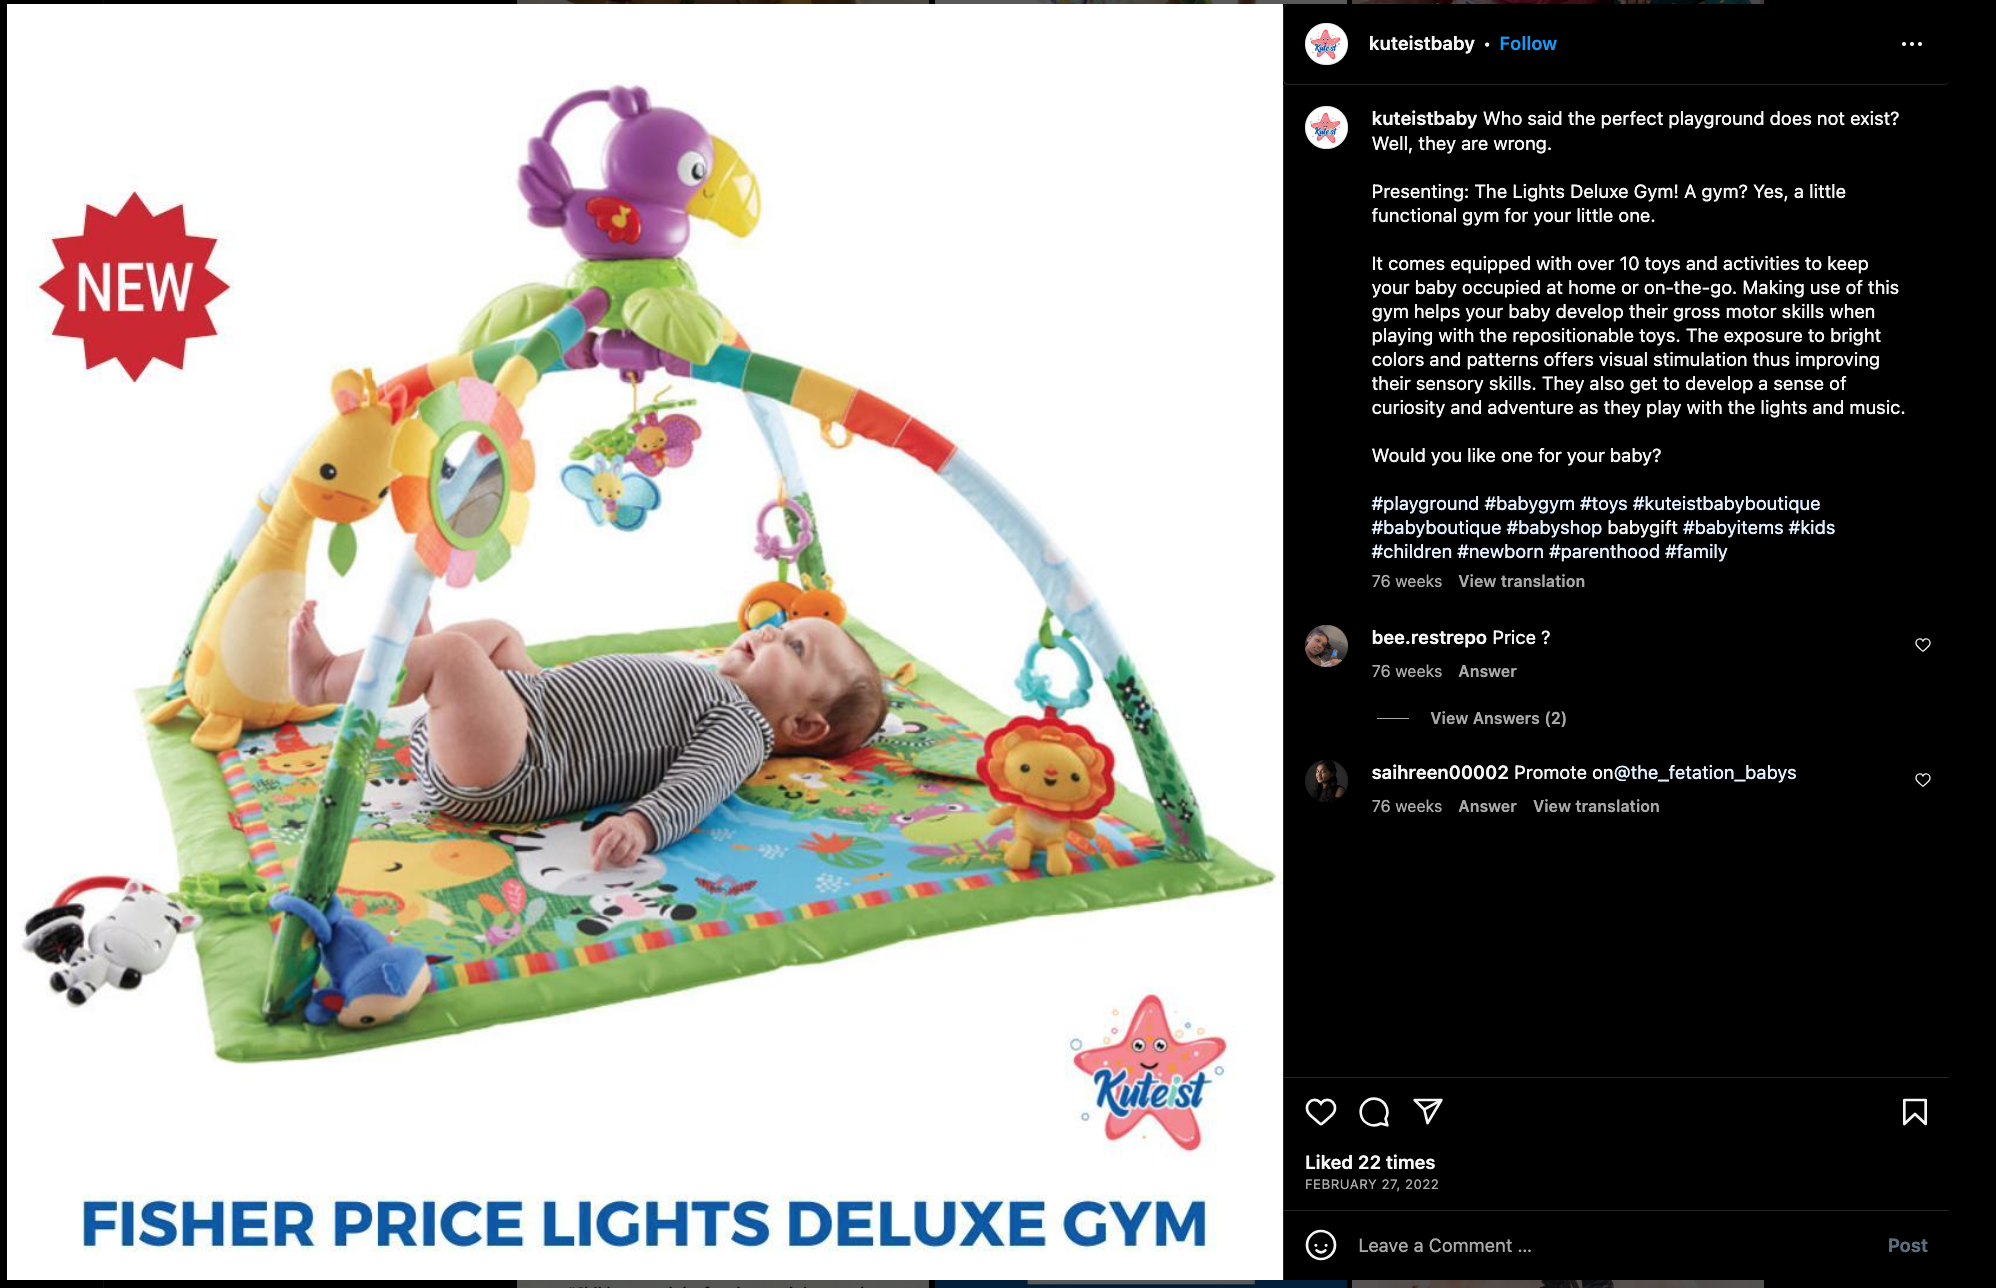 NEW
Kuteist
FISHER PRICE LIGHTS DELUXE GYM
kuteistbaby • Follow
kuteistbaby Who said the perfect playground does not exist?
Well, they are wrong.
Presenting: The Lights Deluxe Gym! A gym? Yes, a little
functional gym for your little one.
It comes equipped with over 10 toys and activities to keep
your baby occupied at home or on-the-go. Making use of this
gym helps your baby develop their gross motor skills when
playing with the repositionable toys. The exposure to bright
colors and patterns offers visual stimulation thus improving
their sensory skills. They also get to develop a sense of
curiosity and adventure as they play with the lights and music.
Would you like one for your baby?
#playground #babygym #toys #kuteistbabyboutique
#babyboutique #babyshop babygift #babyitems #kids
#children #newborn #parenthood #family
76 weeks View translation
bee.restrepo Price ?
76 weeks Answer
View Answers (2)
saihreen00002 Promote on@the_fetation_babys
76 weeks Answer View translation
Liked 22 times
FEBRUARY 27, 2022
Leave a Comment ... Post